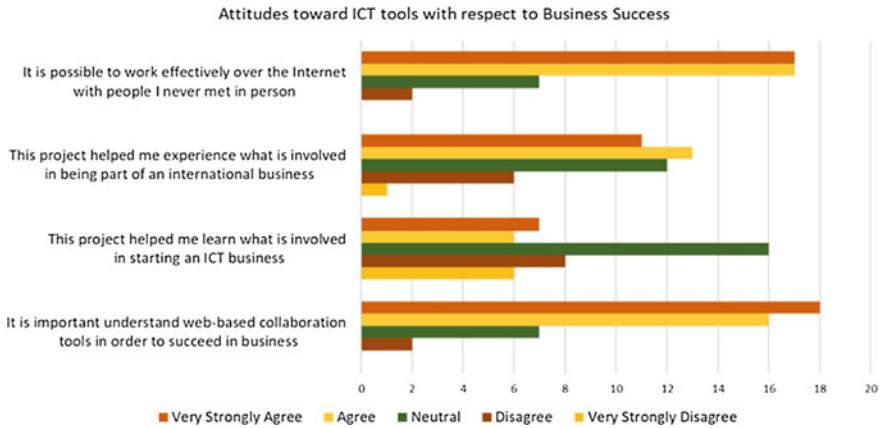 Attitudes toward ICT tools with respect to Business Success
It is possible to work effectively over the Internet
with people I never met in person
This project helped me experience what is involved
in being part of an international business
This project helped me learn what is involved
in starting an ICT business
It is important understand web-based collaboration
tools in order to succeed in business
0 2 4 6 8 10 12 14 16 18 20
Very Strongly Agree Agree Neutral Disagree Very Strongly Disagree